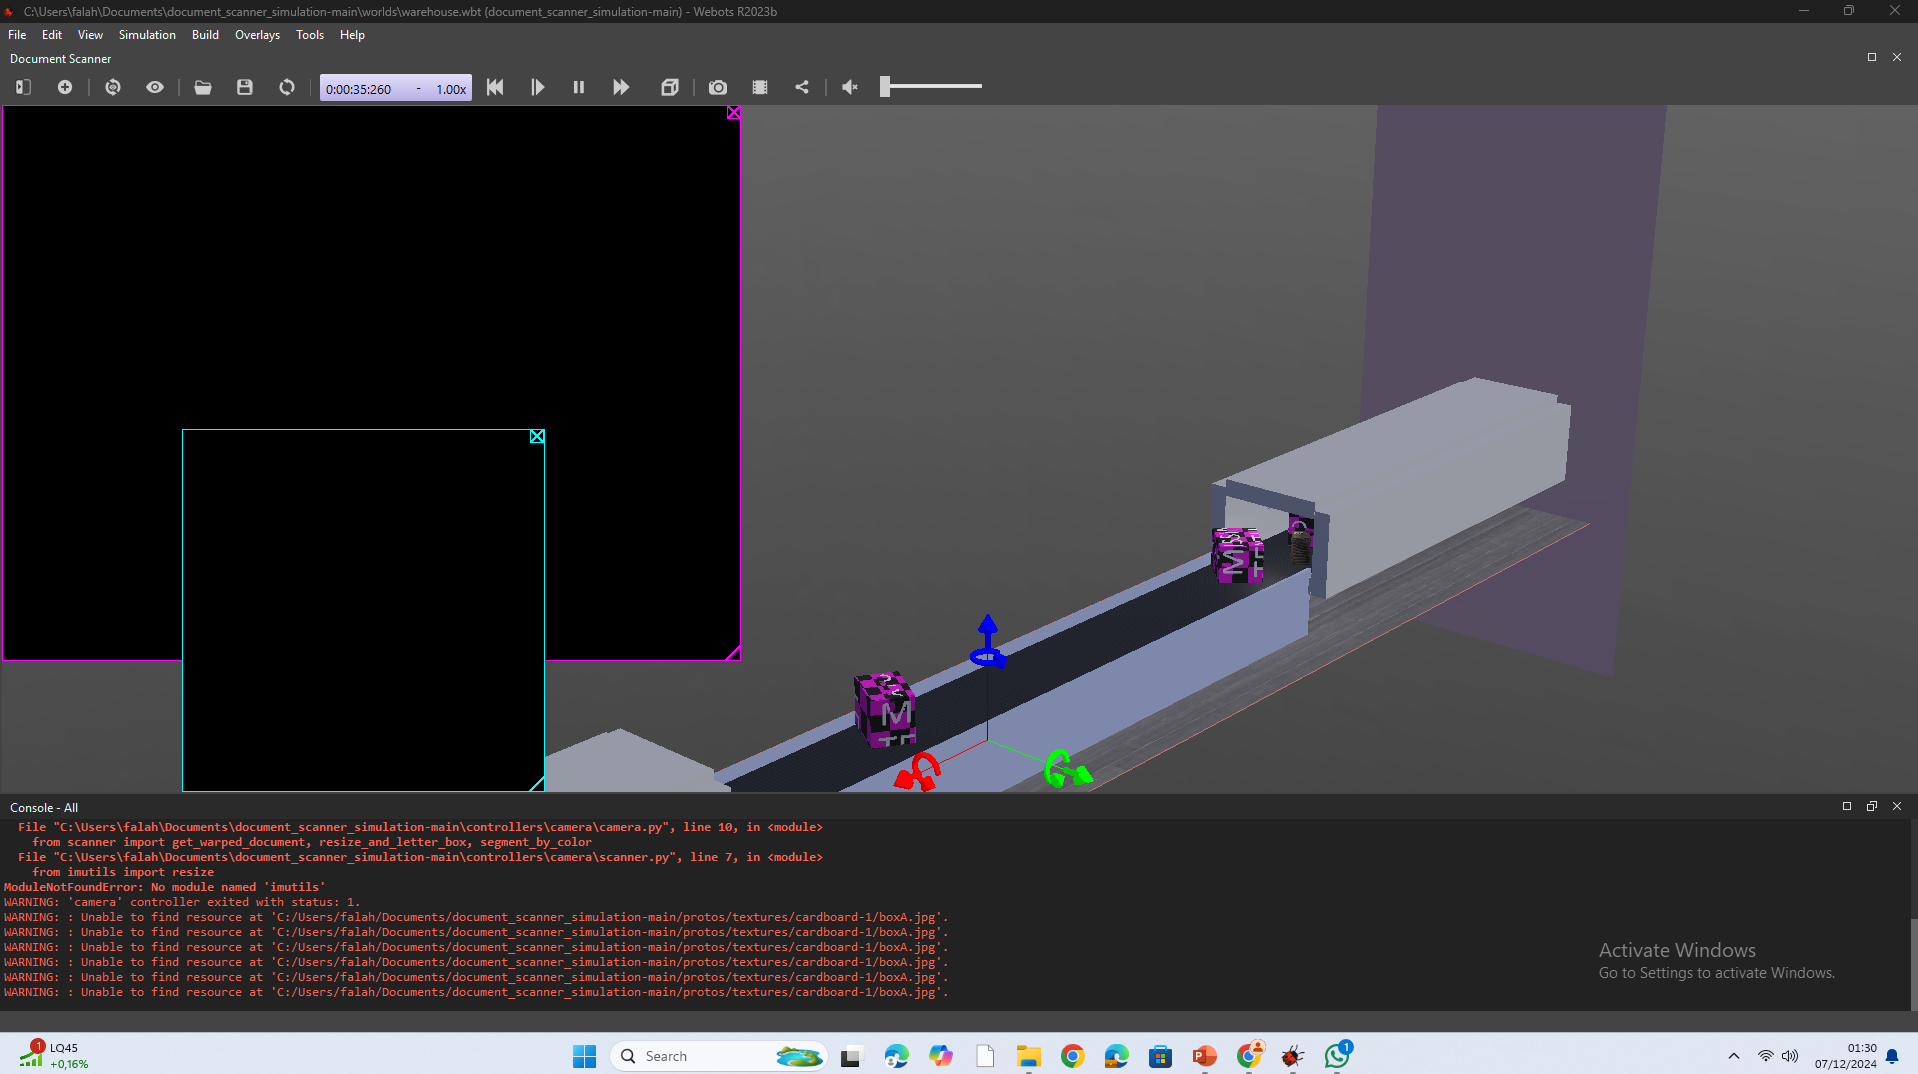 C:\Users\falah\Documents\document_scanner_simulation-main\worlds\warehouse.wbt (document_scanner_simulation-main) - Webots R2023b
File Edit View Simulation Build Overlays Tools Help
Document Scanner
0:00:35:260 - 1.00x
M
Console - All
File "C:\Users\falah\Documents\document_scanner_simulation-main\controllers\camera\camera.py", line 10, in <module>
from scanner import get_warped_document, resize_and_letter_box, segment_by_color
File "C:\Users\falah\Documents\document_scanner_simulation-main\controllers\camera\scanner.py", line 7, in <module>
from imutils import resize
ModuleNotFoundError: No module named 'imutils'
WARNING: 'camera' controller exited with status: 1.
WARNING: : Unable to find resource at 'C:/Users/falah/Documents/document_scanner_simulation-main/protos/textures/cardboard-1/boxA.jpg'.
WARNING: : Unable to find resource at 'C:/Users/falah/Documents/document_scanner_simulation-main/protos/textures/cardboard-1/boxA.jpg'.
WARNING: : Unable to find resource at 'C:/Users/falah/Documents/document_scanner_simulation-main/protos/textures/cardboard-1/boxA.jpg'.
WARNING: : Unable to find resource at 'C:/Users/falah/Documents/document_scanner_simulation-main/protos/textures/cardboard-1/boxA.jpg'.
WARNING: : Unable to find resource at 'C:/Users/falah/Documents/document_scanner_simulation-main/protos/textures/cardboard-1/boxA.jpg'.
WARNING: : Unable to find resource at 'C:/Users/falah/Documents/document_scanner_simulation-main/protos/textures/cardboard-1/boxA.jpg'.
Activate Windows
Go to Settings to activate Windows.
1
LQ45
+0,16%
Search
1
01:30
07/12/2024